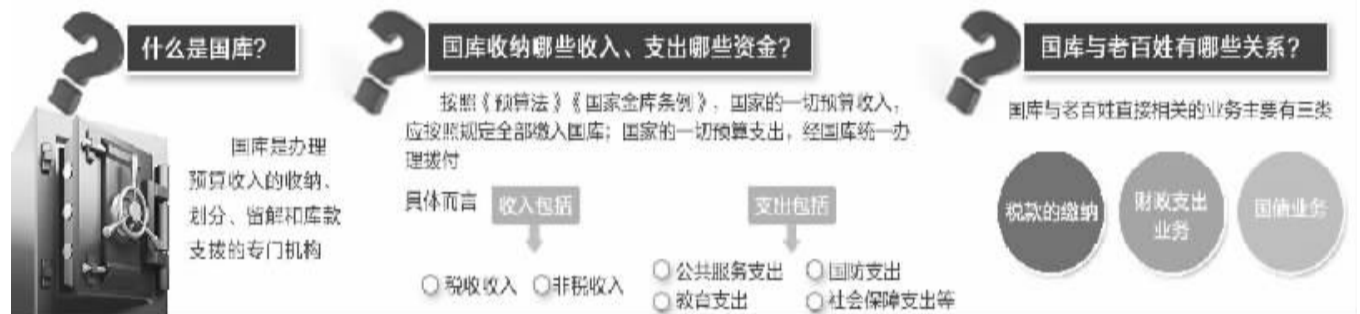 什么是国库?
国库是办理
预算收入的收纳、
划分、留解和库款
支拨的专门机构
国库收纳哪些收入、支出哪些资金?
按照《预算法》《国家金库条例》,国家的一切预算收入,
应按照规定全部缴入国库;国家的一切预算支出,经国库统一办
理拨付
具体而言
收入包括
支出包括
○税收收入 ○非税收入
○公共服务支出 ○国防支出
○教育支出 ○社会保障支出等
国库与老百姓有哪些关系?
国库与老百姓直接相关的业务主要有三类
税款的缴纳
财政支出
业务
国债业务